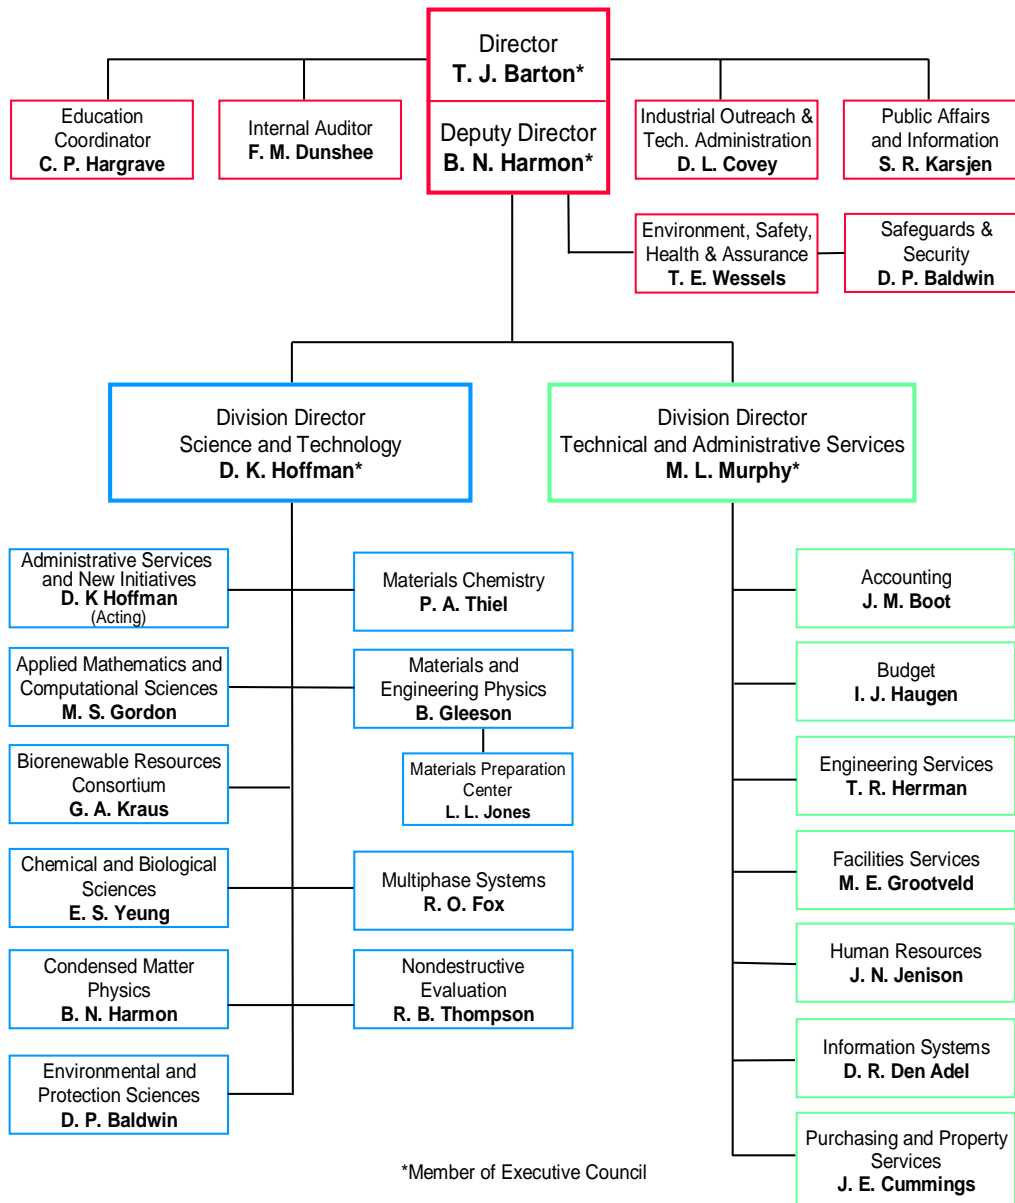 Director
T. J. Barton*
Deputy Director
B. N. Harmon*
Education
Coordinator
C. P. Hargrave
Internal Auditor
F. M. Dunshee
Industrial Outreach &
Tech. Administration
D. L. Covey
Public Affairs
and Information
S. R. Karsjen
Environment, Safety,
Health & Assurance
T. E. Wessels
Safeguards &
Security
D. P. Baldwin
Division Director
Science and Technology
D. K. Hoffman*
Division Director
Technical and Administrative Services
M. L. Murphy*
Administrative Services
and New Initiatives
D. K Hoffman
(Acting)
Materials Chemistry
P. A. Thiel
Applied Mathematics and
Computational Sciences
M. S. Gordon
Materials and
Engineering Physics
B. Gleeson
Biorenewable Resources
Consortium
G. A. Kraus
Materials Preparation
Center
L. L. Jones
Chemical and Biological
Sciences
E. S. Yeung
Multiphase Systems
R. O. Fox
Condensed Matter
Physics
B. N. Harmon
Nondestructive
Evaluation
R. B. Thompson
Environmental and
Protection Sciences
D. P. Baldwin
Accounting
J. M. Boot
Budget
I. J. Haugen
Engineering Services
T. R. Herrman
Facilities Services
M. E. Grootveld
Human Resources
J. N. Jenison
Information Systems
D. R. Den Adel
Purchasing and Property
Services
J. E. Cummings
*Member of Executive Council